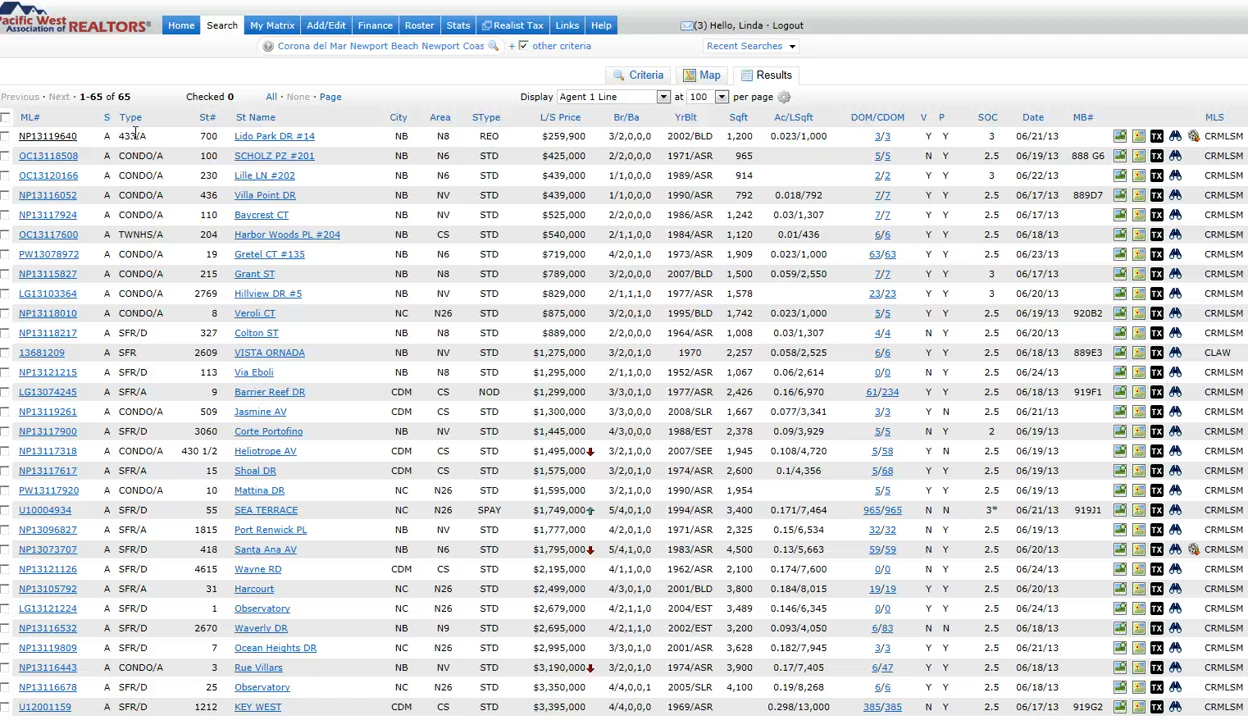 Pacific West
Association of REALTORS®
Home Search My Matrix Add/Edit Finance Roster Stats Realist Tax Links Help (3) Hello, Linda · Logout
Corona del Mar Newport Beach Newport Coas + other criteria Recent Searches
Criteria Map Results
Previous · Next · 1-65 of 65 Checked 0 All · None · Page Display Agent 1 Line at 100 per page
ML# S Type St# St Name City Area SType L/S Price Br/Ba YrBlt Sqft Ac/LSqft DOM/CDOM V P SOC Date MB# MLS
NP13119640 A 433/A 700 Lido Park DR #14 NB N8 REO $259,900 3/2,0,1,0 2002/BLD 1,200 0.023/1,000 3/3 Y Y 3 06/21/13 TX CRMLSM
OC13118508 A CONDO/A 100 SCHOLZ PZ #201 NB N6 STD $425,000 2/2,0,0,0 1971/ASR 965 5/5 N Y 2.5 06/19/13 888 G6 TX CRMLSM
OC13120166 A CONDO/A 230 Lille LN #202 NB N6 STD $439,000 1/1,0,0,0 1989/ASR 914 2/2 Y Y 3 06/22/13 TX CRMLSM
NP13116052 A CONDO/A 436 Villa Point DR NB NV STD $439,000 1/1,0,0,0 1990/ASR 792 0.018/792 7/7 Y Y 2.5 06/17/13 889D7 TX CRMLSM
NP13117924 A CONDO/A 110 Baycrest CT NB NV STD $525,000 2/2,0,0,0 1986/ASR 1,242 0.03/1,307 7/7 Y Y 2.5 06/17/13 TX CRMLSM
OC13117600 A TWNHS/A 204 Harbor Woods PL #204 NB CS STD $540,000 2/1,1,0,0 1984/ASR 1,120 0.01/436 6/6 Y Y 2.5 06/18/13 TX CRMLSM
PW13078972 A CONDO/A 19 Gretel CT #135 NB N6 STD $719,000 4/2,0,1,0 1973/ASR 1,909 0.023/1,000 63/63 Y Y 2.5 06/23/13 TX CRMLSM
NP13115827 A CONDO/A 215 Grant ST NB N8 STD $789,000 3/2,0,1,0 2007/BLD 1,500 0.059/2,550 7/7 Y Y 3 06/17/13 TX CRMLSM
LG13103364 A CONDO/A 2769 Hillview DR #5 NB NV STD $829,000 2/1,1,1,0 1977/ASR 1,578 23/23 Y Y 3 06/20/13 TX CRMLSM
NP13118010 A CONDO/A 8 Veroli CT NC N26 STD $875,000 3/2,0,1,0 1995/BLD 1,742 0.023/1,000 5/5 Y Y 2.5 06/19/13 920B2 TX CRMLSM
NP13118217 A SFR/D 327 Colton ST NB N8 STD $889,000 2/2,0,0,0 1964/ASR 1,008 0.03/1,307 4/4 N Y 2.5 06/20/13 TX CRMLSM
13681209 A SFR 2609 VISTA ORNADA NB NV STD $1,275,000 3/2,0,1,0 1970 2,257 0.058/2,525 6/6 Y Y 2.5 06/18/13 889E3 TX CLAW
NP13121215 A SFR/D 113 Via Eboli NB N8 STD $1,295,000 2/1,0,1,0 1952/ASR 1,067 0.06/2,614 0/0 N Y 2.5 06/24/13 TX CRMLSM
LG13074245 A SFR/A 9 Barrier Reef DR CDM CS NOD $1,299,000 3/3,0,1,0 1977/ASR 2,426 0.16/6,970 61/234 Y Y 2.5 06/18/13 919F1 TX CRMLSM
NP13119261 A CONDO/A 509 Jasmine AV CDM CS STD $1,300,000 3/3,0,0,0 2008/SLR 1,667 0.077/3,341 3/3 Y N 2.5 06/21/13 TX CRMLSM
NP13117900 A SFR/D 3060 Corte Portofino NB NV STD $1,445,000 3/2,0,1,0 1988/EST 2,378 0.09/3,929 5/5 Y N 2 06/19/13 TX CRMLSM
NP13117318 A CONDO/A 430 1/2 Heliotrope AV CDM CS STD $1,495,000 3/2,1,0,0 2007/SEE 1,945 0.108/4,720 5/58 Y N 2.5 06/19/13 TX CRMLSM
NP13117617 A SFR/A 15 Shoal DR CDM CS STD $1,575,000 3/2,0,1,0 1974/ASR 2,600 0.1/4,356 5/68 Y Y 2.5 06/19/13 TX CRMLSM
PW13117920 A CONDO/A 10 Mattina DR NC N26 STD $1,595,000 3/2,1,0,0 1990/ASR 1,954 5/5 Y Y 2.5 06/19/13 TX CRMLSM
U10004934 A SFR/D 55 SEA TERRACE NC N26 SPAY $1,749,000 5/4,0,1,0 1994/ASR 3,400 0.171/7,464 965/965 N N 3* 06/21/13 919J1 TX CRMLSM
NP13096827 A SFR/A 1815 Port Renwick PL NB NV STD $1,777,000 4/2,0,1,0 1971/ASR 2,325 0.15/6,534 32/32 N Y 2.5 06/19/13 TX CRMLSM
NP13073707 A SFR/D 418 Santa Ana AV NB N6 STD $1,795,000 5/4,1,0,0 1983/ASR 4,500 0.13/5,663 59/59 N Y 2.5 06/20/13 TX CRMLSM
NP13121126 A SFR/D 4615 Wayne RD CDM CS STD $2,195,000 4/1,1,0,0 1962/ASR 2,100 0.174/7,600 0/0 N Y 2.5 06/24/13 TX CRMLSM
NP13105792 A SFR/A 31 Harcourt NC N26 STD $2,499,000 4/3,0,1,0 2001/BLD 3,800 0.184/8,015 19/19 Y Y 2.5 06/20/13 TX CRMLSM
LG13121224 A SFR/D 1 Observatory NC N26 STD $2,679,000 4/2,1,1,0 2004/EST 3,489 0.146/6,345 0/0 N Y 2.5 06/24/13 TX CRMLSM
NP13116532 A SFR/D 2670 Waverly DR NB N9 STD $2,695,000 4/2,1,1,0 2002/EST 3,200 0.093/4,050 6/83 N Y 2.5 06/18/13 TX CRMLSM
NP13119809 A SFR/D 7 Ocean Heights DR NC N26 STD $2,995,000 4/3,0,1,0 2001/EST 3,628 0.182/7,945 3/3 Y Y 2.5 06/21/13 TX CRMLSM
NP13116443 A CONDO/A 3 Rue Villars NB NV STD $3,190,000 3/2,0,1,0 1974/ASR 3,900 0.17/7,405 6/47 Y Y 2.5 06/18/13 TX CRMLSM
NP13116678 A SFR/D 25 Observatory NC N26 STD $3,350,000 4/4,0,0,1 2005/SLR 4,100 0.19/8,268 6/6 Y Y 2.5 06/18/13 TX CRMLSM
U12001159 A SFR/D 1212 KEY WEST CDM CS STD $3,395,000 4/4,0,1,0 1969/ASR 0.298/13,000 385/385 N Y 2.5 06/17/13 919G2 TX CRMLSM